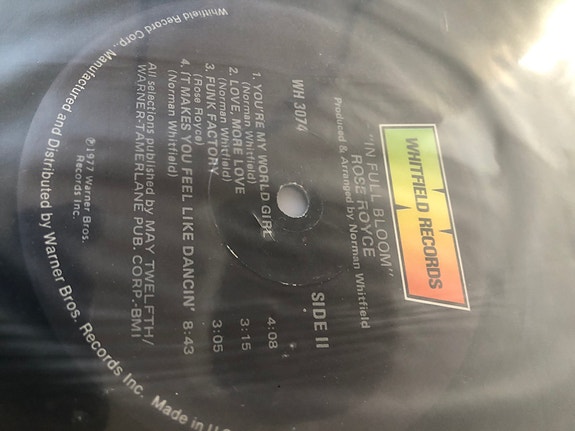 WHITFIELD RECORDS
"IN FULL BLOOM"
ROSE ROYCE
Produced & Arranged by Norman Whitfield
WH 3074
SIDE II
1. YOU'RE MY WORLD GIRL 4:08
(Norman Whitfield)
2. LOVE, MORE LOVE 3:15
(Norman Whitfield)
3. FUNK FACTORY 3:05
(Rose Royce)
4. IT MAKES YOU FEEL LIKE DANCIN' 8:43
(Norman Whitfield)
All selections published by MAY TWELFTH/
WARNER-TAMERLANE PUB. CORP.-BMI
℗1977 Warner Bros.
Records Inc.
Whitfield Record Corp., Manufactured and Distributed by Warner Bros. Records Inc. Made in U